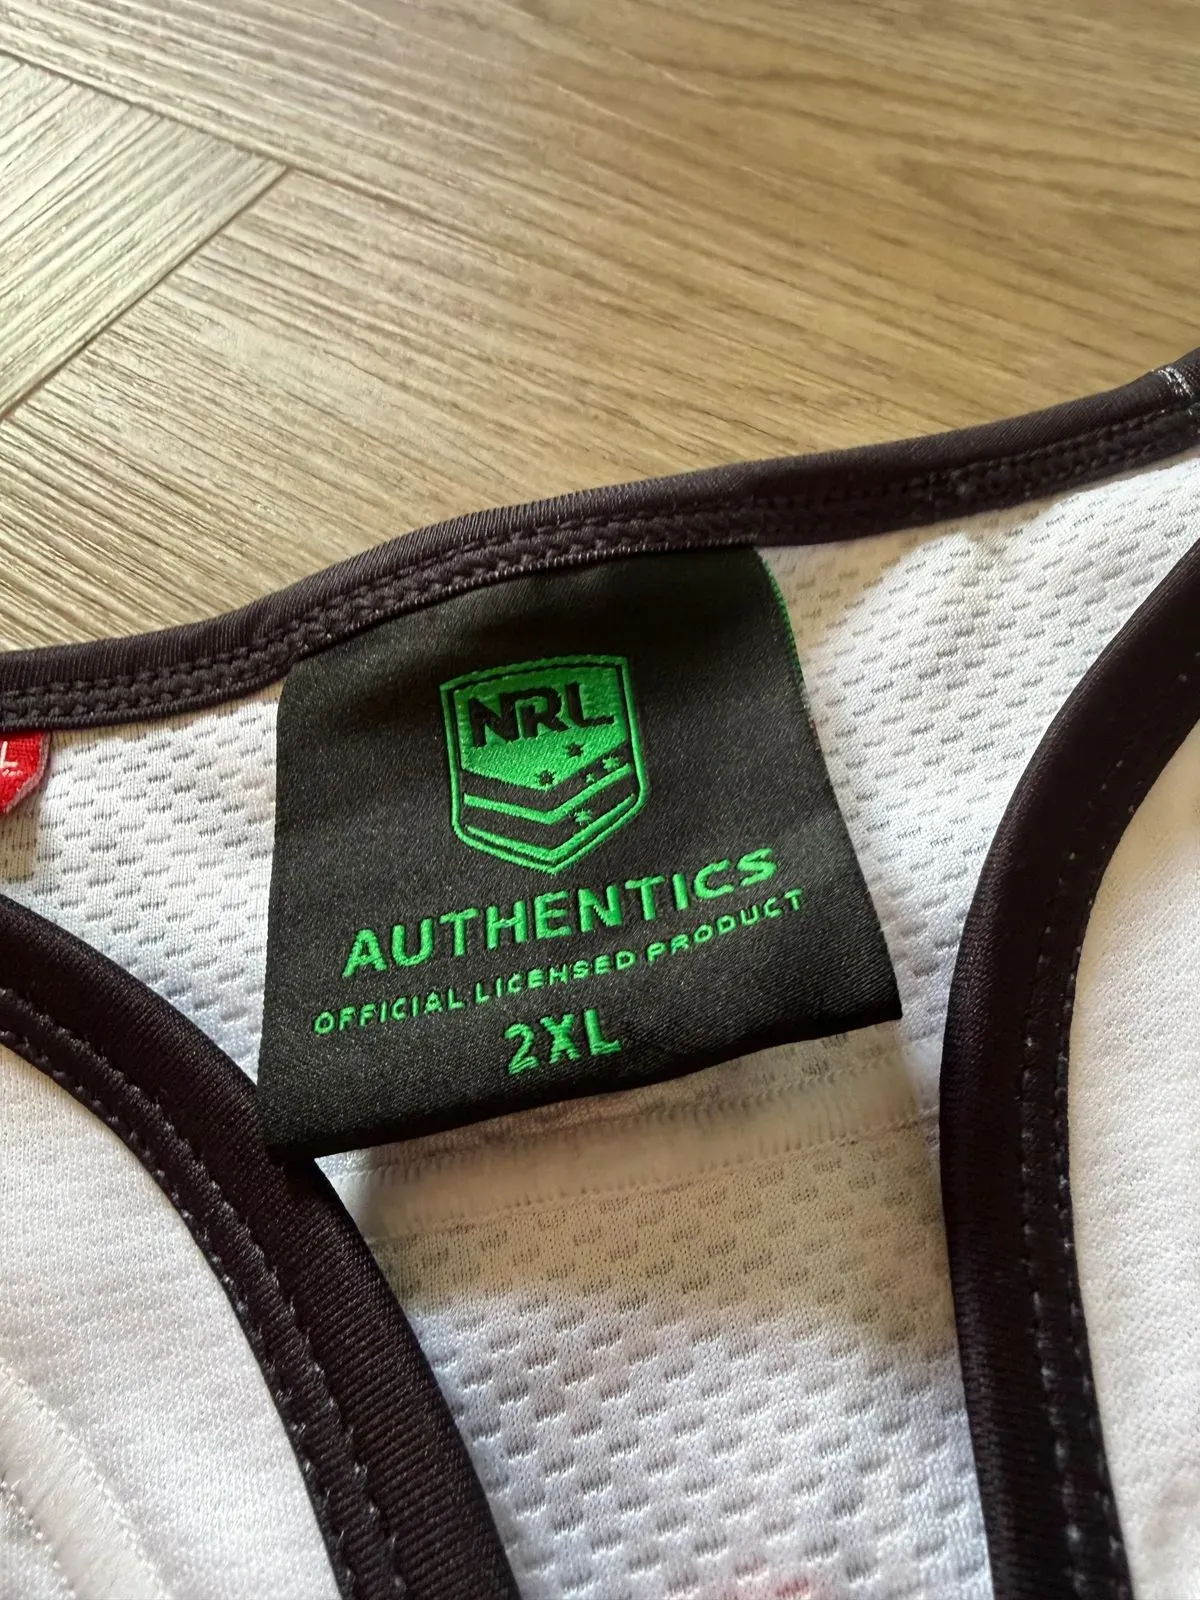 NRL
AUTHENTICS
OFFICIAL LICENSED PRODUCT
2XL